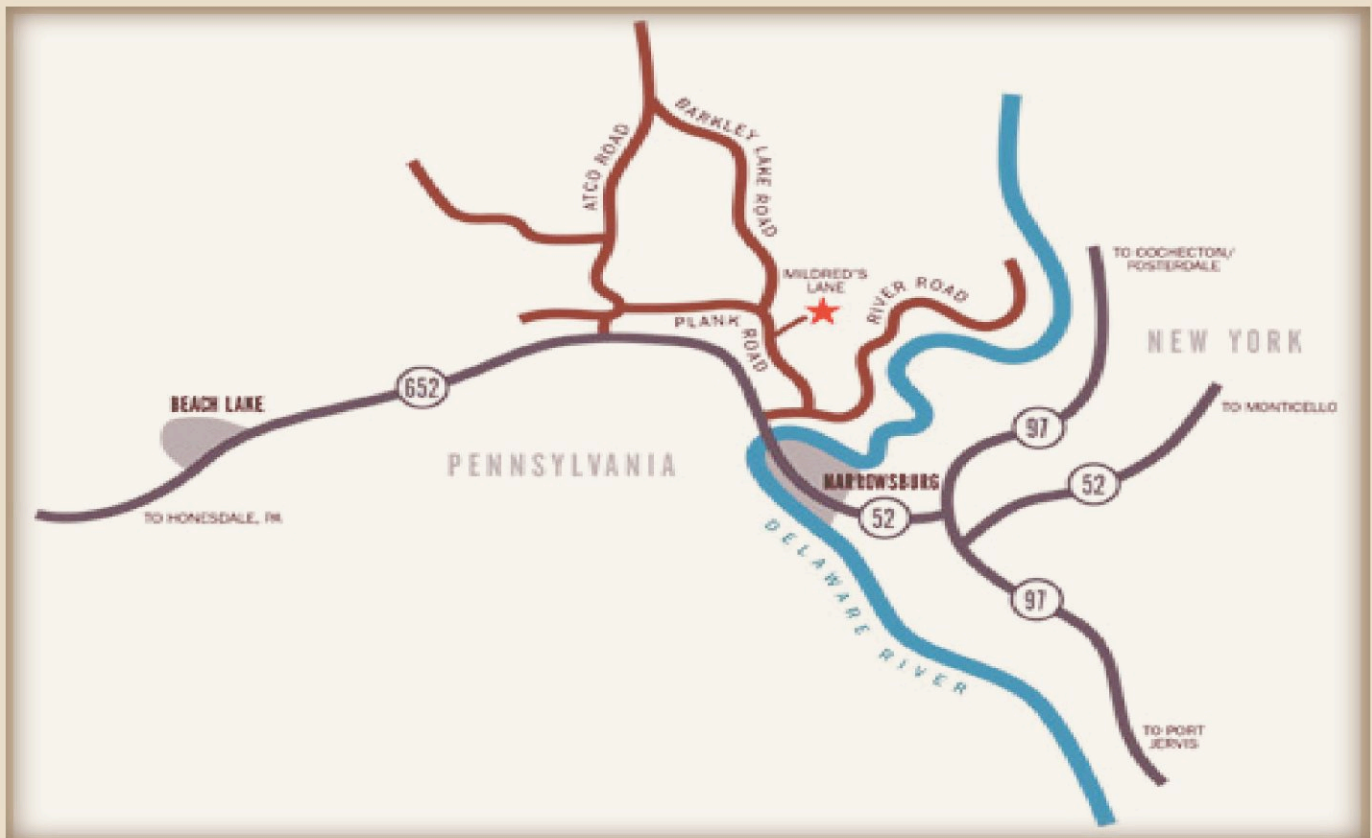 BARKLEY LAKE ROAD
ATCO ROAD
TO COCHECTON/
FOSTERDALE
MILDRED'S
LANE
RIVER ROAD
PLANK ROAD
NEW YORK
652
BEACH LAKE
TO MONTICELLO
97
PENNSYLVANIA
NARROWSBURG
52
52
TO HONESDALE, PA
DELAWARE RIVER
97
TO PORT
JERVIS